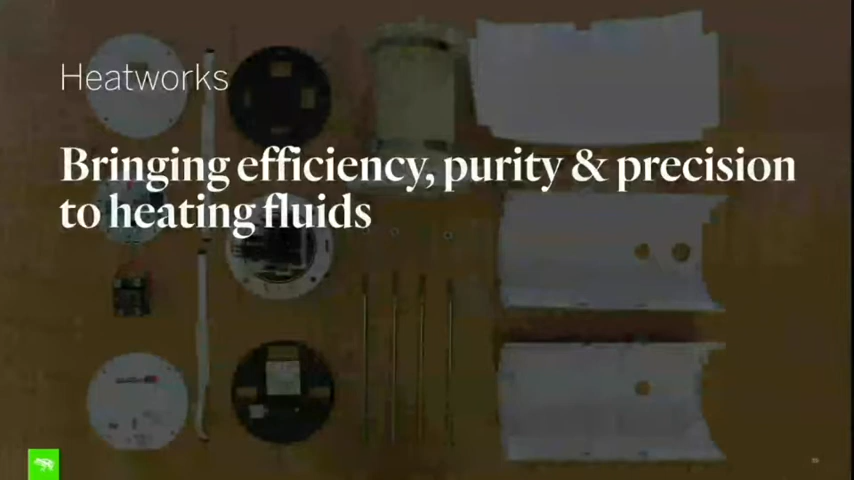 Heatworks
Bringing efficiency, purity & precision
to heating fluids